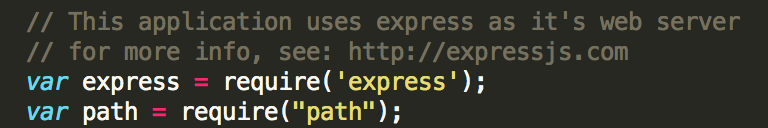 // This application uses express as it's web server
// for more info, see: http://expressjs.com
var express = require('express');
var path = require("path");